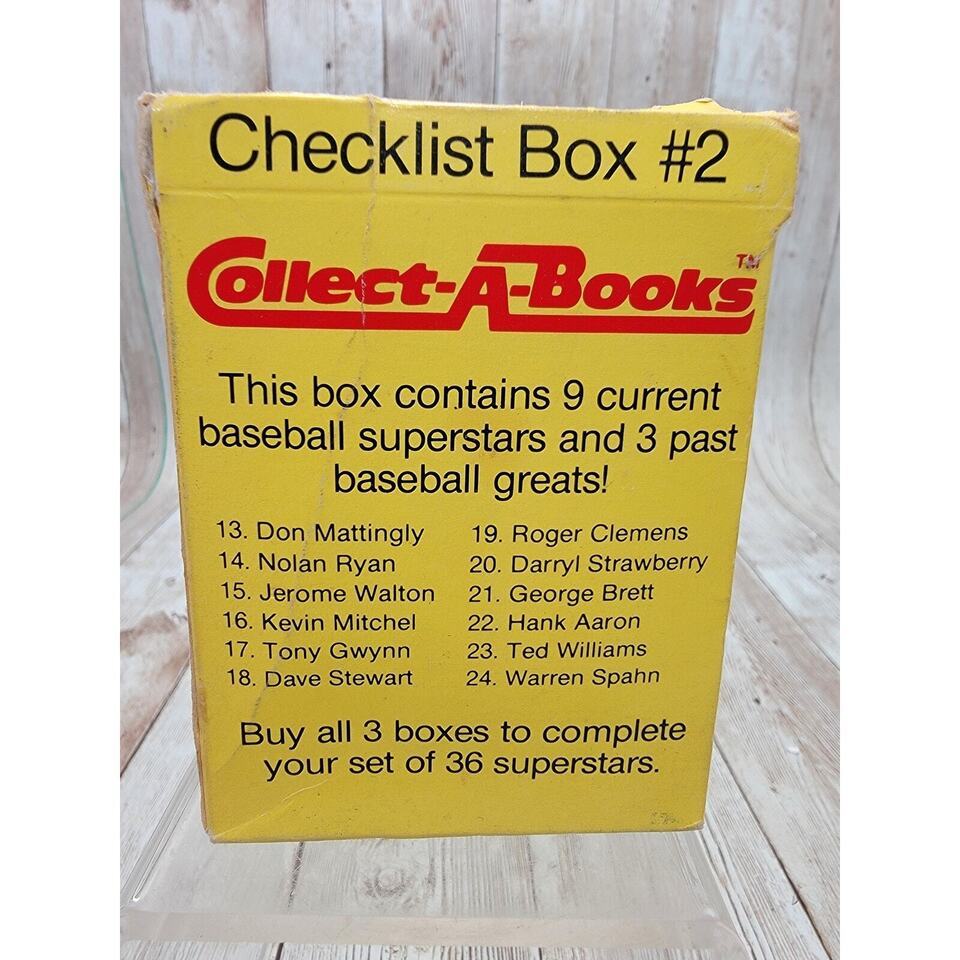 Checklist Box #2
Collect-A-Books™
This box contains 9 current
baseball superstars and 3 past
baseball greats!
13. Don Mattingly
14. Nolan Ryan
15. Jerome Walton
16. Kevin Mitchel
17. Tony Gwynn
18. Dave Stewart
19. Roger Clemens
20. Darryl Strawberry
21. George Brett
22. Hank Aaron
23. Ted Williams
24. Warren Spahn
Buy all 3 boxes to complete
your set of 36 superstars.